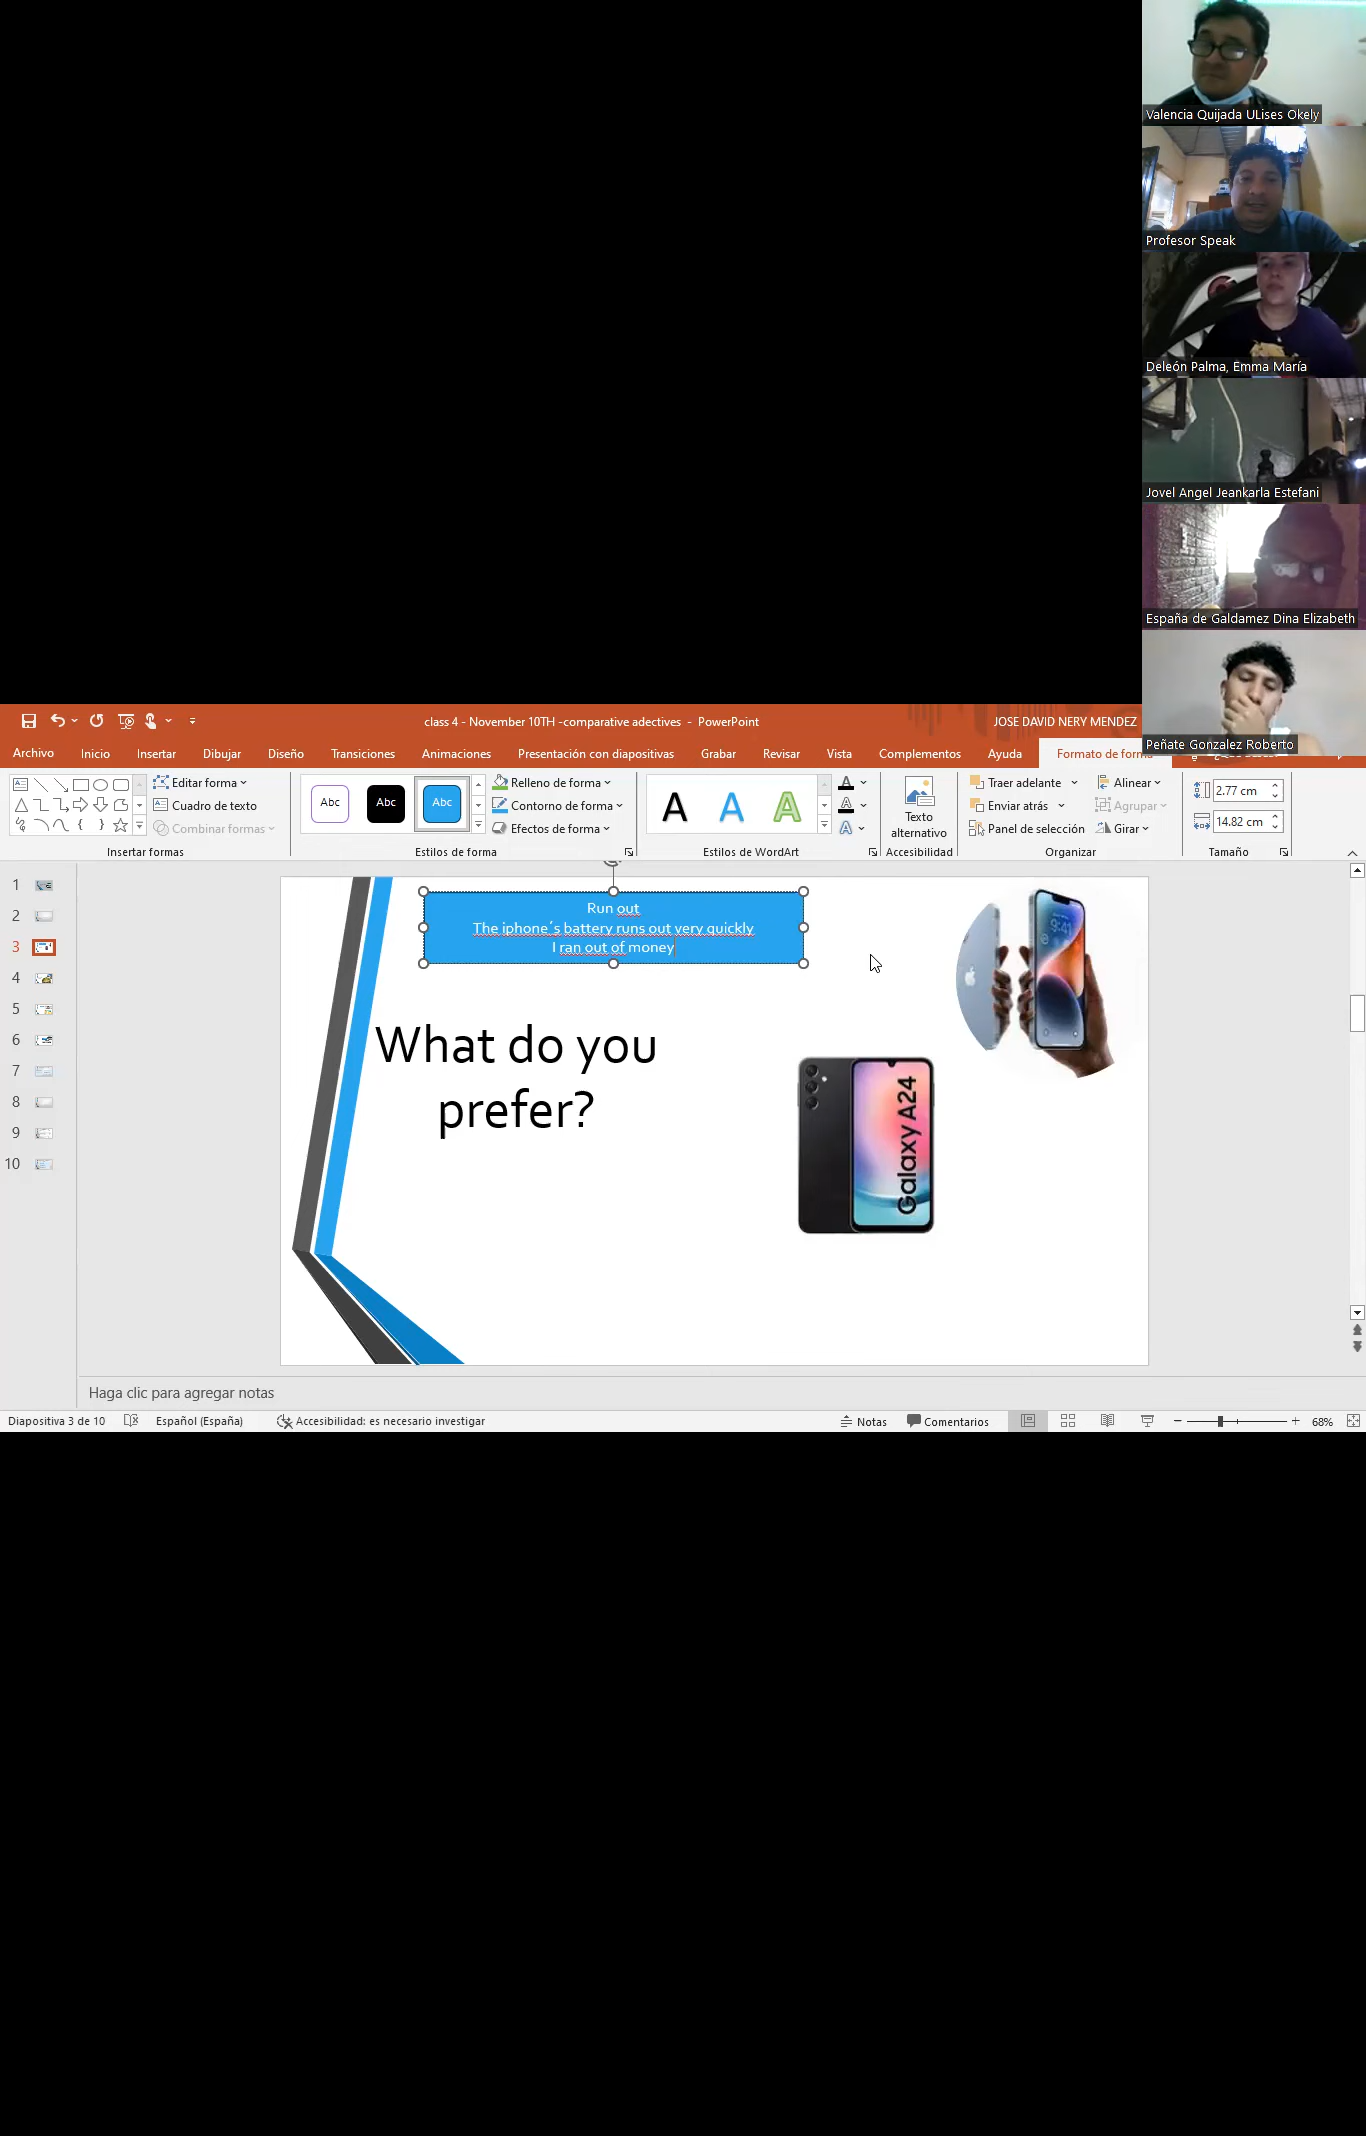 Valencia Quijada ULises Okely
Profesor Speak
Deleón Palma, Emma María
Jovel Angel Jeankarla Estefani
España de Galdamez Dina Elizabeth
Peñate Gonzalez Roberto
class 4 - November 10TH -comparative adectives - PowerPoint
JOSE DAVID NERY MENDEZ
Archivo Inicio Insertar Dibujar Diseño Transiciones Animaciones Presentación con diapositivas Grabar Revisar Vista Complementos Ayuda Formato de form
Editar forma
Cuadro de texto
Combinar formas
Insertar formas
Abc Abc Abc
Relleno de forma
Contorno de forma
Efectos de forma
Estilos de forma
A A A
Estilos de WordArt
Texto
alternativo
Accesibilidad
Traer adelante
Enviar atrás
Panel de selección
Alinear
Agrupar
Girar
Organizar
2.77 cm
14.82 cm
Tamaño
1
2
3
4
5
6
7
8
9
10
Run out
The iphone´s battery runs out very quickly
I ran out of money
What do you
prefer?
9:41
Galaxy A24
Haga clic para agregar notas
Diapositiva 3 de 10 Español (España) Accesibilidad: es necesario investigar Notas Comentarios 68%